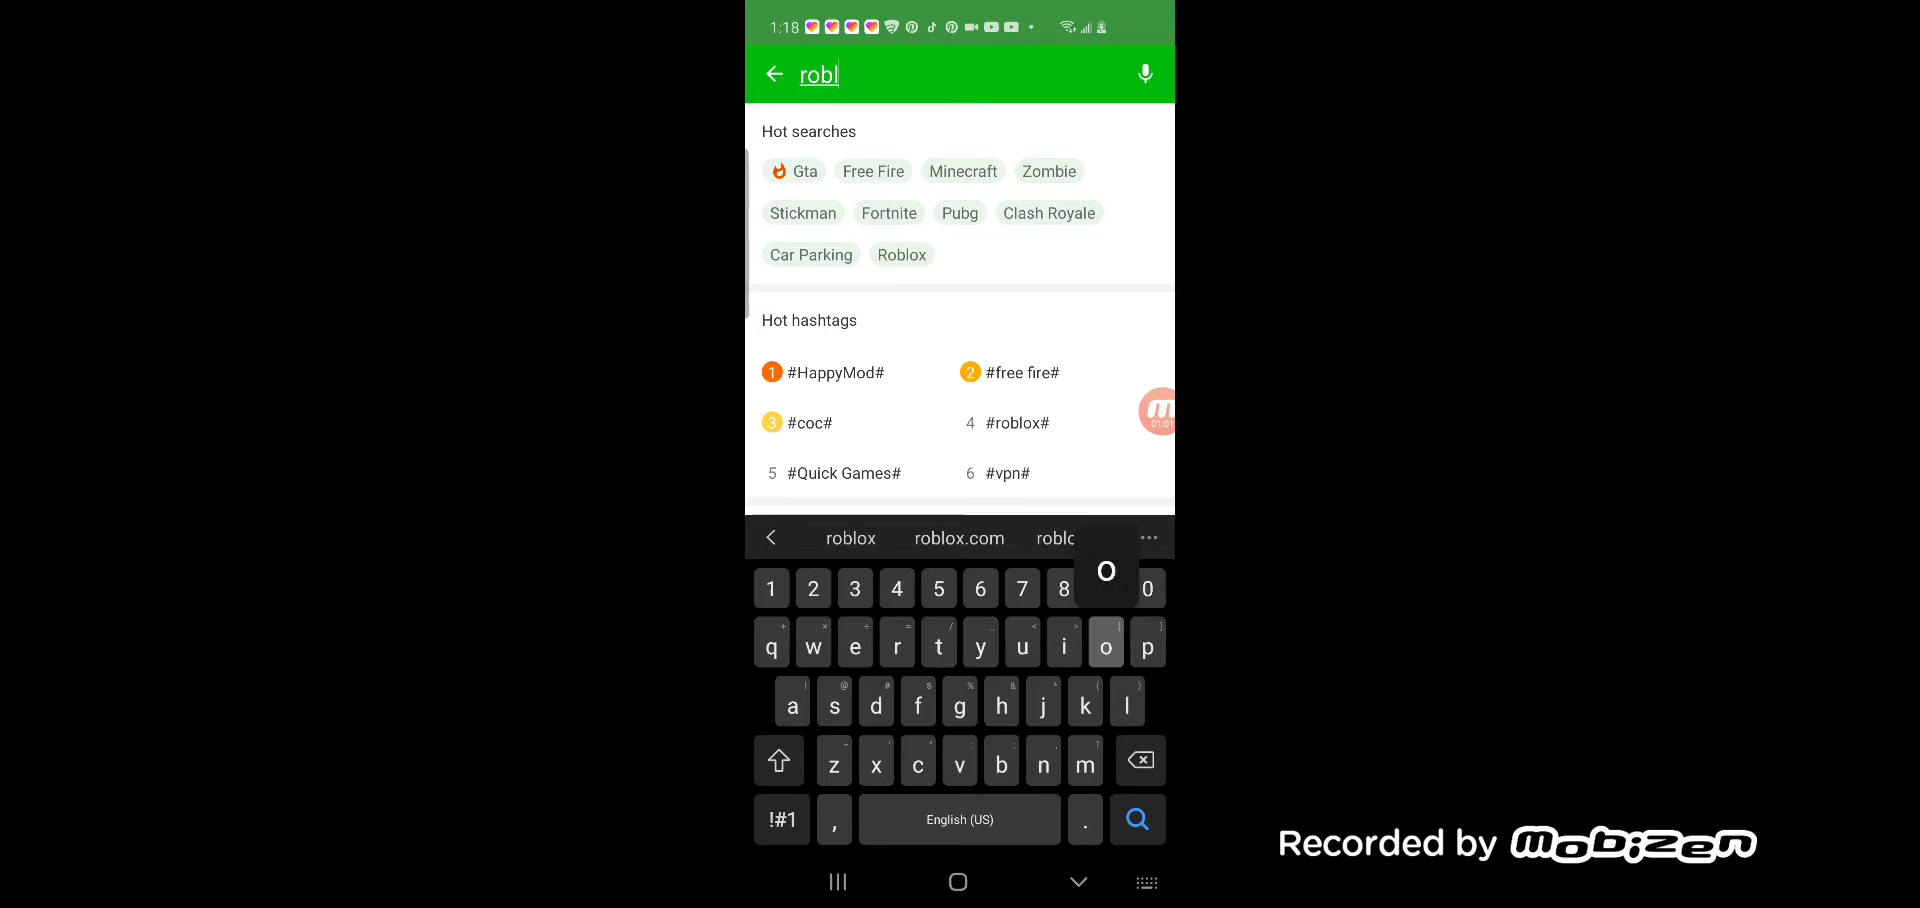 1:18
robl
Hot searches
Gta Free Fire Minecraft Zombie
Stickman Fortnite Pubg Clash Royale
Car Parking Roblox
Hot hashtags
1 #HappyMod# 2 #free fire#
3 #coc# 4 #roblox#
01:01
5 #Quick Games# 6 #vpn#
roblox roblox.com
o
1 2 3 4 5 6 7 8 0
+ × ÷ = / _ < > [ ]
q w e r t y u i o p
! @ # $ % & * ( )
a s d f g h j k l
- ' " : ; , ?
z x c v b n m
!#1 , English (US) .
Recorded by mobizen